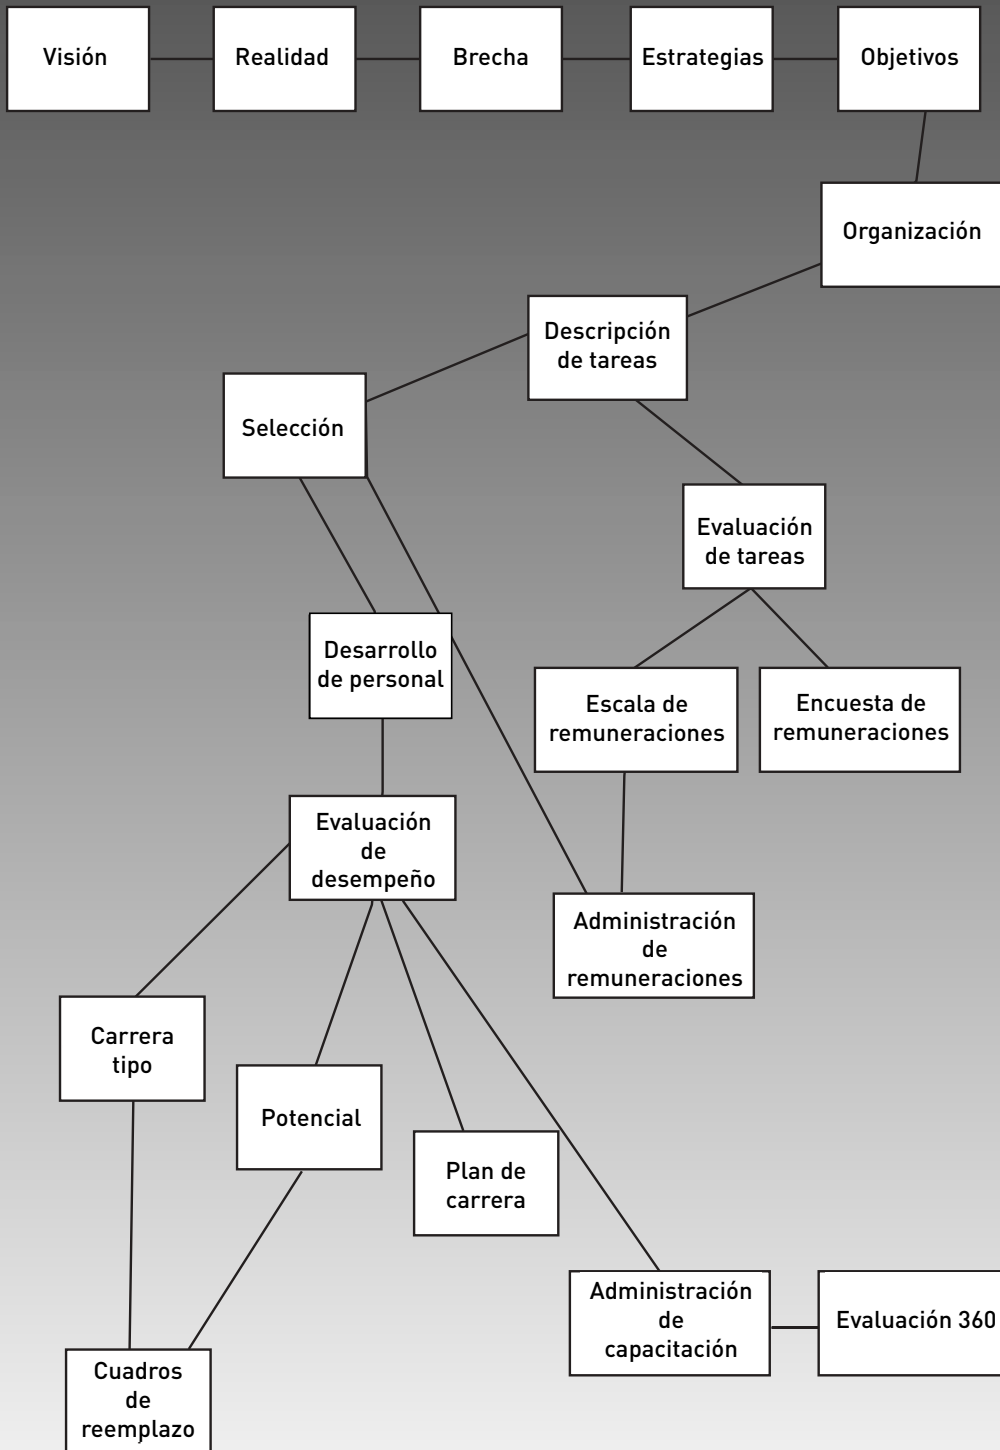 Visión
Realidad
Brecha
Estrategias
Objetivos
Organización
Descripción
de tareas
Selección
Evaluación
de tareas
Desarrollo
de personal
Escala de
remuneraciones
Encuesta de
remuneraciones
Evaluación
de
desempeño
Administración
de
remuneraciones
Carrera
tipo
Potencial
Plan de
carrera
Administración
de
capacitación
Evaluación 360
Cuadros
de
reemplazo